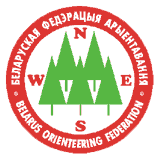 БЕЛАРУСКАЯ ФЕДЭРАЦЫЯ АРЫЕНТАВАННЯ
N
W E
S
BELARUS ORIENTEERING FEDERATION